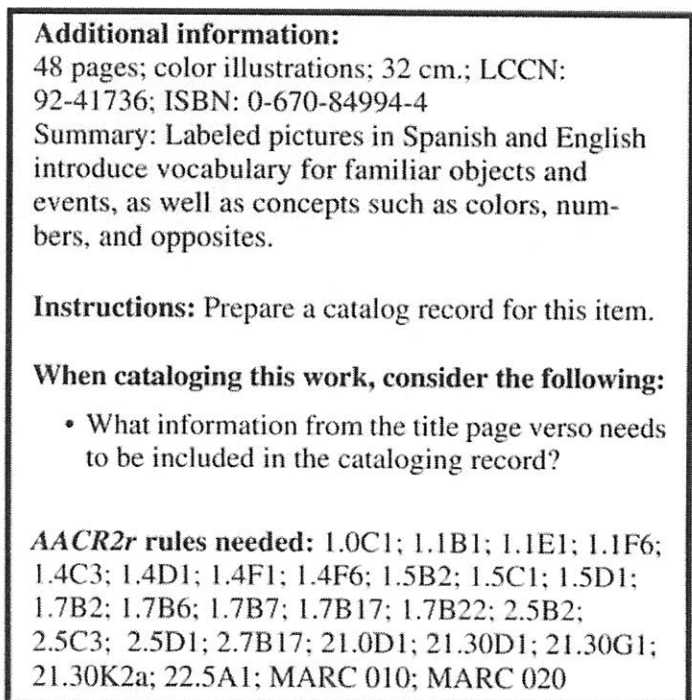 Additional information:
48 pages; color illustrations; 32 cm.; LCCN:
92-41736; ISBN: 0-670-84994-4
Summary: Labeled pictures in Spanish and English
introduce vocabulary for familiar objects and
events, as well as concepts such as colors, num-
bers, and opposites.
Instructions: Prepare a catalog record for this item.
When cataloging this work, consider the following:
• What information from the title page verso needs
to be included in the cataloging record?
AACR2r rules needed: 1.0C1; 1.1B1; 1.1E1; 1.1F6;
1.4C3; 1.4D1; 1.4F1; 1.4F6; 1.5B2; 1.5C1; 1.5D1;
1.7B2; 1.7B6; 1.7B7; 1.7B17; 1.7B22; 2.5B2;
2.5C3; 2.5D1; 2.7B17; 21.0D1; 21.30D1; 21.30G1;
21.30K2a; 22.5A1; MARC 010; MARC 020